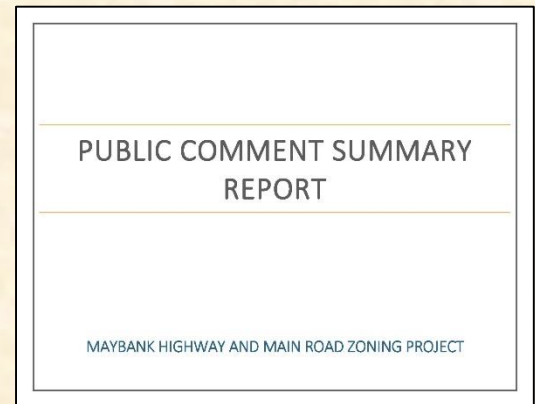 PUBLIC COMMENT SUMMARY
REPORT
MAYBANK HIGHWAY AND MAIN ROAD ZONING PROJECT